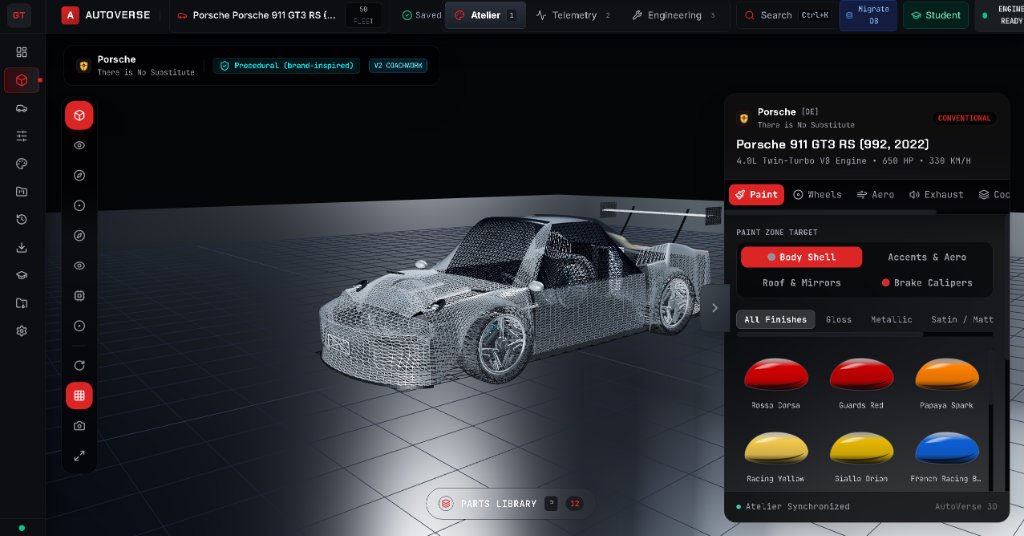 GT
A AUTOVERSE
Porsche Porsche 911 GT3 RS (...
50
FLEET
Saved
Atelier 1
Telemetry 2
Engineering 3
Search Ctrl+K
Migrate
DB
Student
ENGINE
READY
Porsche
There is No Substitute
Procedural (brand-inspired)
V2 COACHWORK
Porsche [DE]
There is No Substitute
CONVENTIONAL
Porsche 911 GT3 RS (992, 2022)
4.0L Twin-Turbo V8 Engine • 650 HP • 330 KM/H
Paint
Wheels
Aero
Exhaust
Coc
PAINT ZONE TARGET
Body Shell
Accents & Aero
Roof & Mirrors
Brake Calipers
All Finishes
Gloss
Metallic
Satin / Matt
Rosso Corsa
Guards Red
Papaya Spark
Racing Yellow
Giallo Orion
French Racing B…
PARTS LIBRARY P 12
Atelier Synchronized
AutoVerse 3D